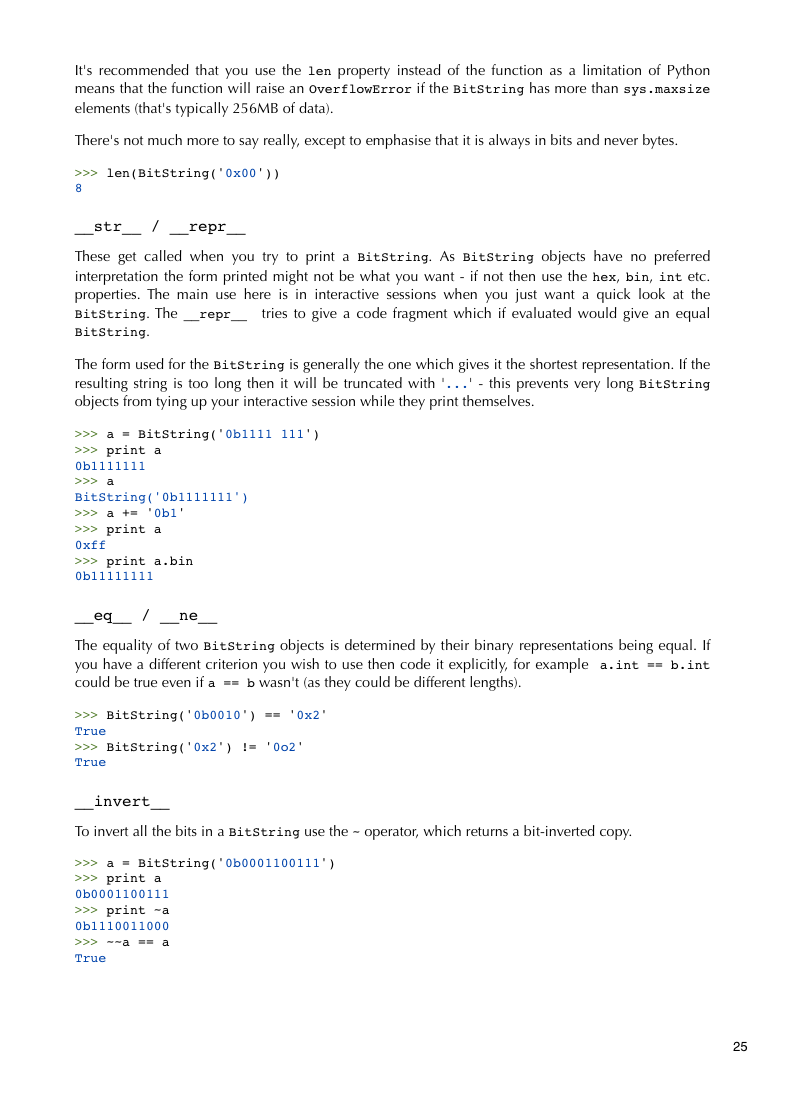 It's recommended that you use the len property instead of the function as a limitation of Python
means that the function will raise an OverflowError if the BitString has more than sys.maxsize
elements (that's typically 256MB of data).
There's not much more to say really, except to emphasise that it is always in bits and never bytes.
>>> len(BitString('0x00'))
8
__str__ / __repr__
These get called when you try to print a BitString. As BitString objects have no preferred
interpretation the form printed might not be what you want - if not then use the hex, bin, int etc.
properties. The main use here is in interactive sessions when you just want a quick look at the
BitString. The __repr__ tries to give a code fragment which if evaluated would give an equal
BitString.
The form used for the BitString is generally the one which gives it the shortest representation. If the
resulting string is too long then it will be truncated with '...' - this prevents very long BitString
objects from tying up your interactive session while they print themselves.
>>> a = BitString('0b1111 111')
>>> print a
0b1111111
>>> a
BitString('0b1111111')
>>> a += '0b1'
>>> print a
0xff
>>> print a.bin
0b11111111
__eq__ / __ne__
The equality of two BitString objects is determined by their binary representations being equal. If
you have a different criterion you wish to use then code it explicitly, for example a.int == b.int
could be true even if a == b wasn't (as they could be different lengths).
>>> BitString('0b0010') == '0x2'
True
>>> BitString('0x2') != '0o2'
True
__invert__
To invert all the bits in a BitString use the ~ operator, which returns a bit-inverted copy.
>>> a = BitString('0b0001100111')
>>> print a
0b0001100111
>>> print ~a
0b1110011000
>>> ~~a == a
True
25